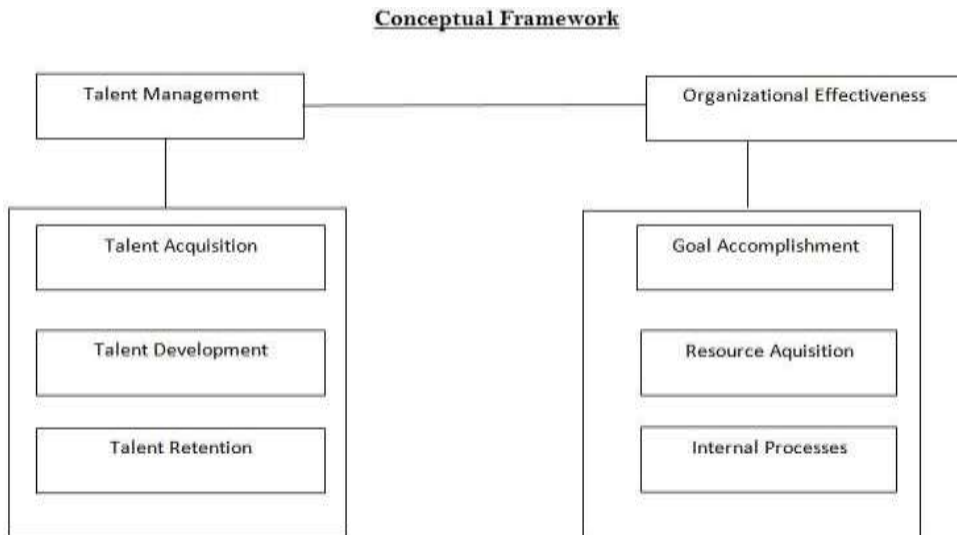 Conceptual Framework
Talent Management
Organizational Effectiveness
Talent Acquisition
Talent Development
Talent Retention
Goal Accomplishment
Resource Aquisition
Internal Processes